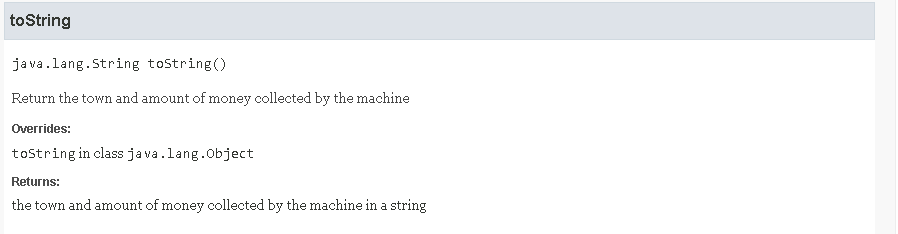 toString
java.lang.String toString()
Return the town and amount of money collected by the machine
Overrides:
toString in class java.lang.Object
Returns:
the town and amount of money collected by the machine in a string